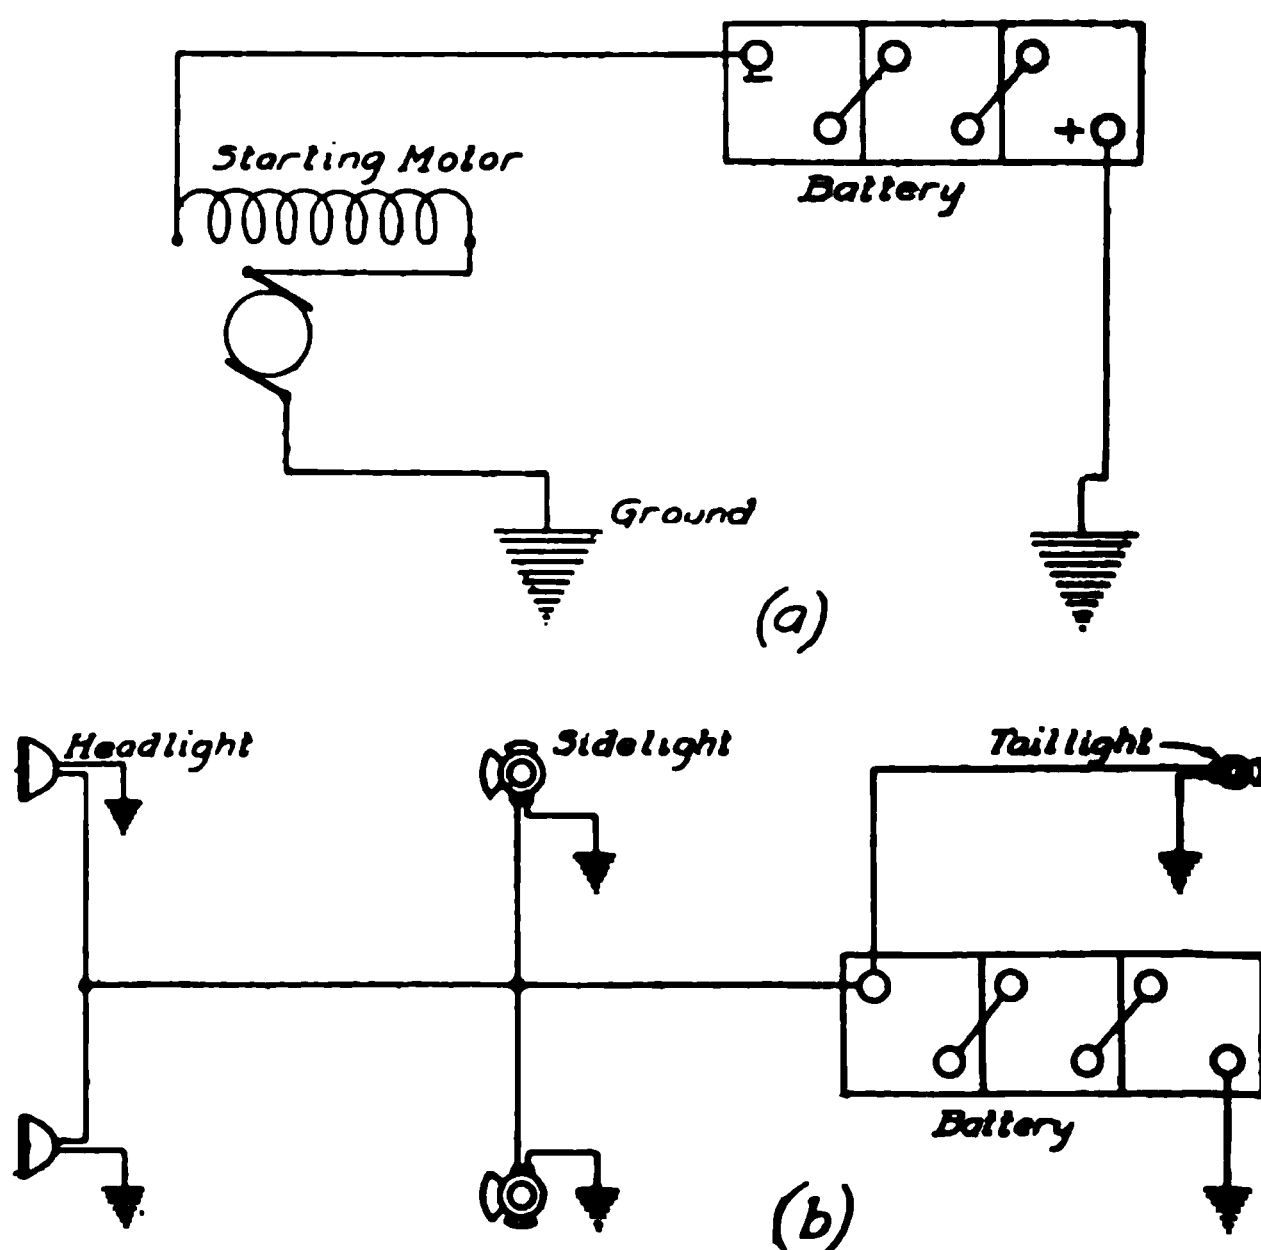 Starting Motor
–
+
Battery
Ground
(a)
Headlight
Sidelight
Taillight
Battery
(b)